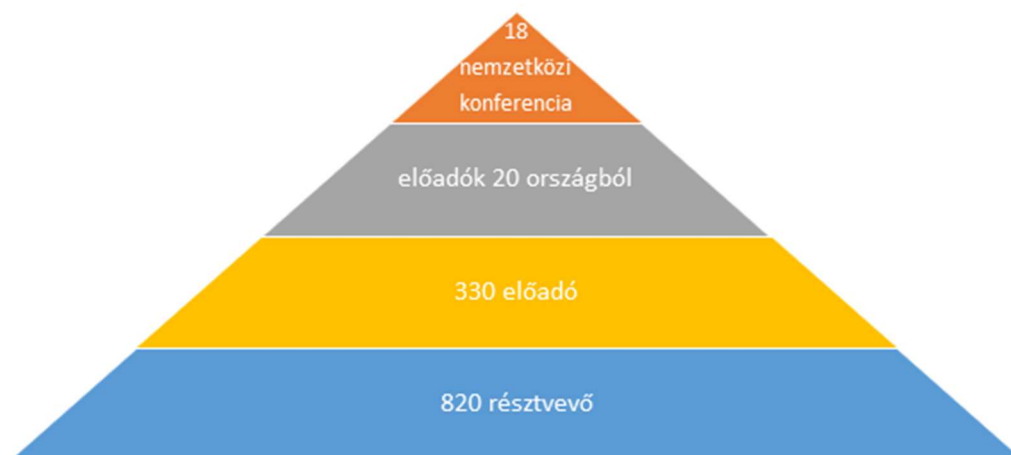 18
nemzetközi
konferencia
előadók 20 országból
330 előadó
820 résztvevő